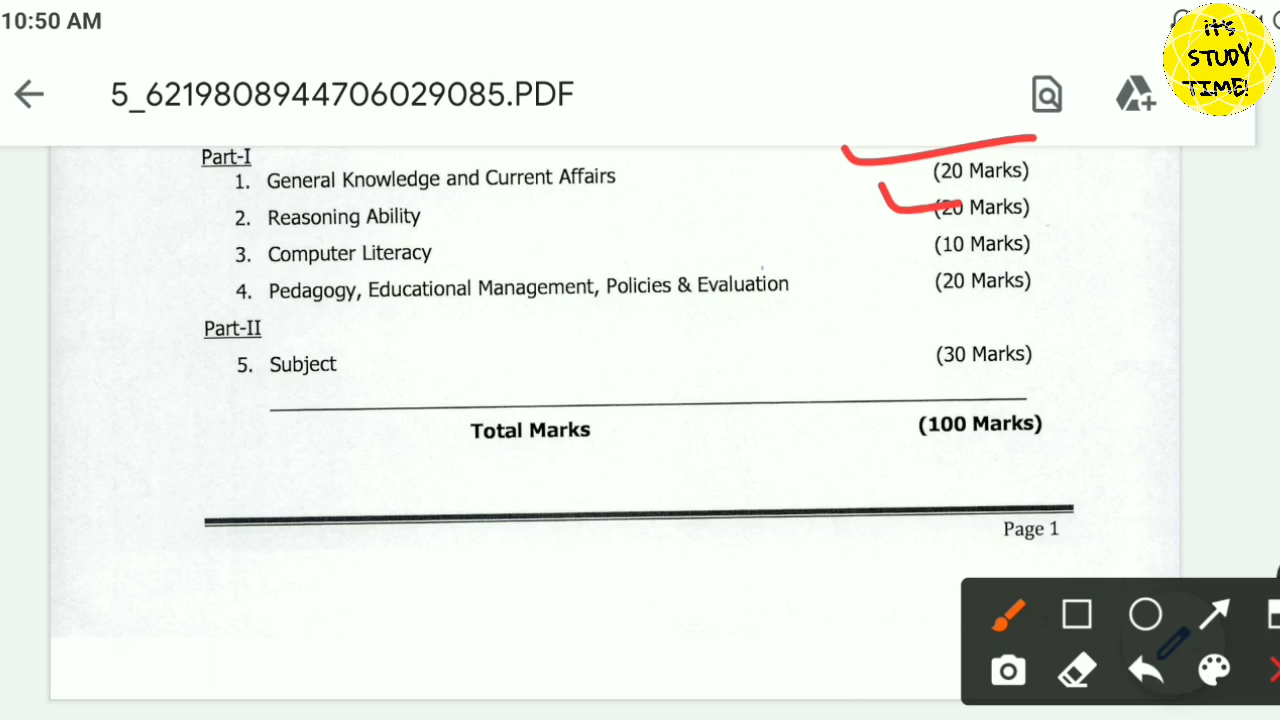 10:50 AM
IT'S
STUDY
TIME!
5_6219808944706029085.PDF
Part-I
1. General Knowledge and Current Affairs (20 Marks)
2. Reasoning Ability (20 Marks)
3. Computer Literacy (10 Marks)
4. Pedagogy, Educational Management, Policies & Evaluation (20 Marks)
Part-II
5. Subject (30 Marks)
Total Marks (100 Marks)
Page 1